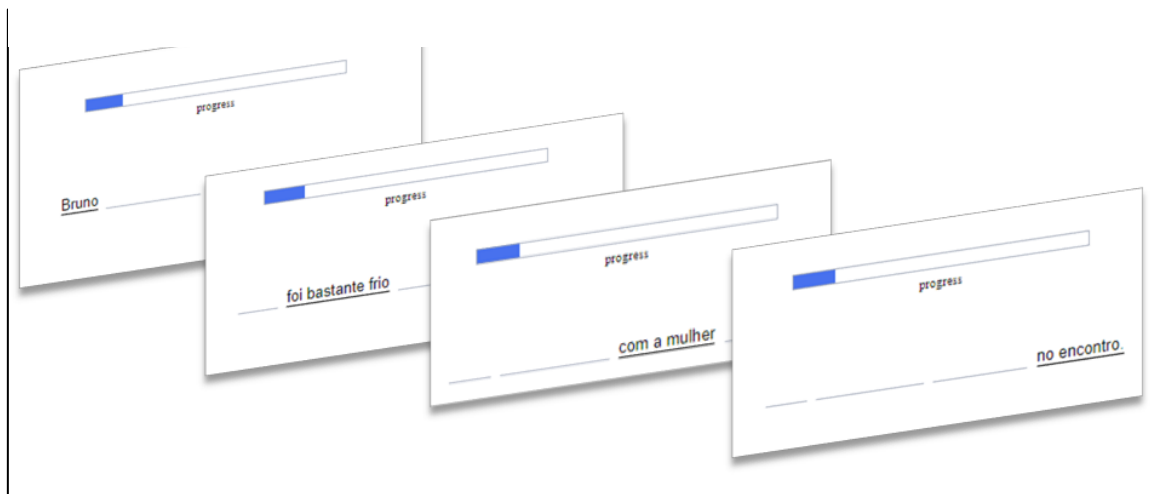 progress
Bruno
progress
foi bastante frio
progress
com a mulher
progress
no encontro.